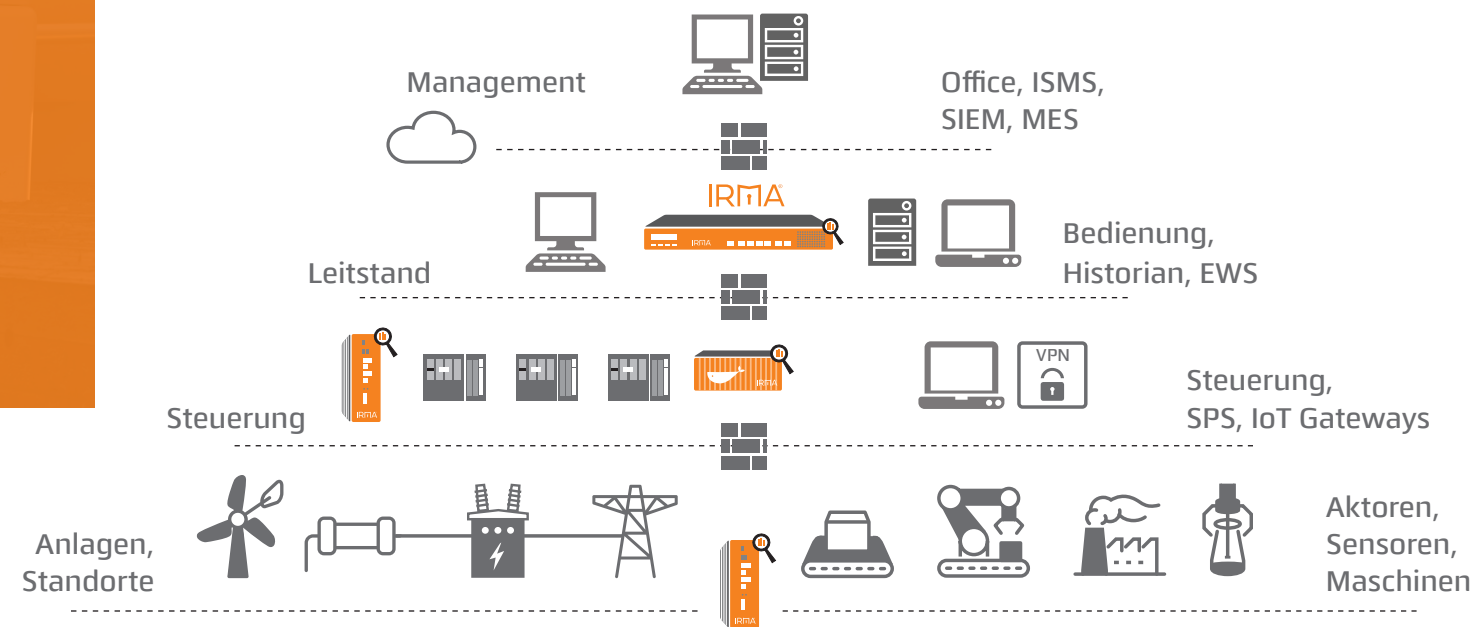 Management
Office, ISMS,
SIEM, MES
IRMA®
IRMA
Bedienung,
Historian, EWS
Leitstand
VPN
IRMA
IRMA
Steuerung,
SPS, IoT Gateways
Steuerung
Aktoren,
Sensoren,
Maschinen
Anlagen,
Standorte
IRMA